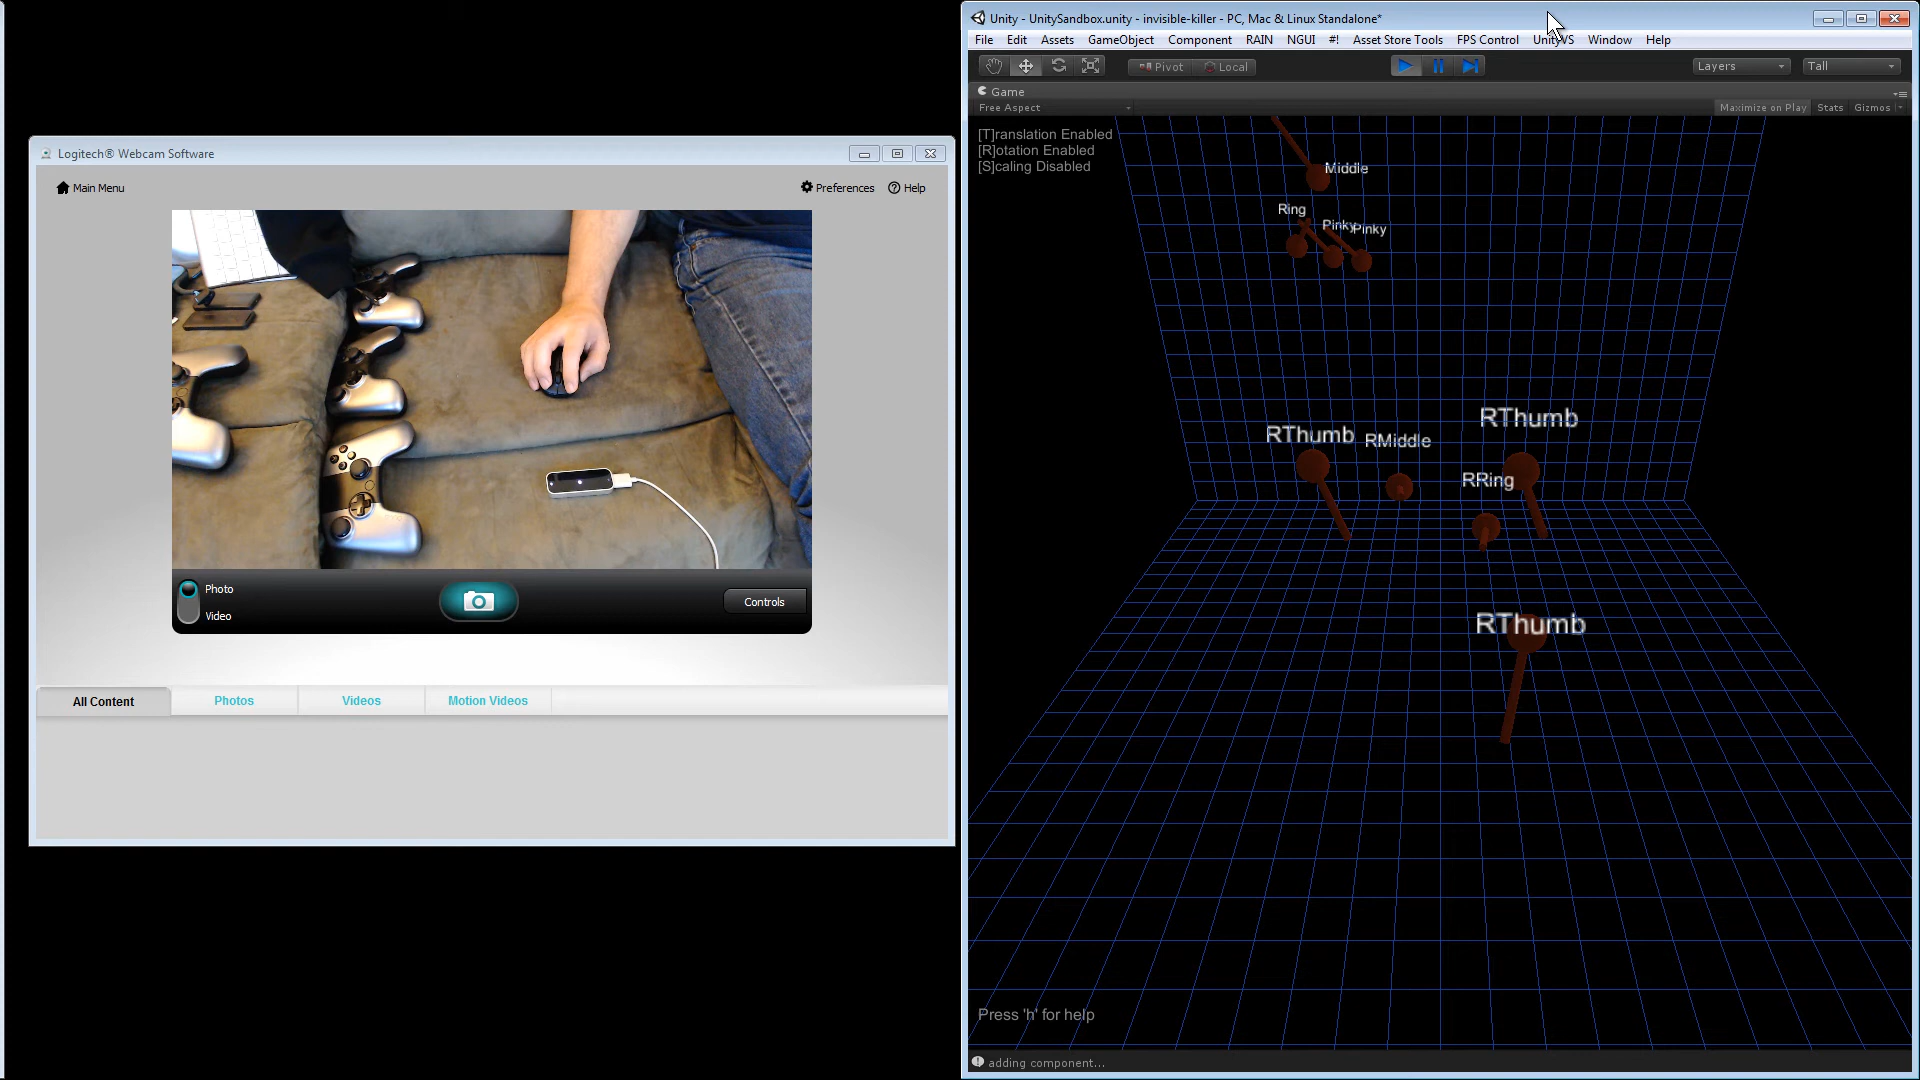 Logitech® Webcam Software
Main Menu
Preferences
Help
Photo
Video
Controls
All Content
Photos
Videos
Motion Videos
Unity - UnitySandbox.unity - invisible-killer - PC, Mac & Linux Standalone*
File Edit Assets GameObject Component RAIN NGUI #! Asset Store Tools FPS Control UnityVS Window Help
Pivot Local
Layers
Tall
Game
Free Aspect
Maximize on Play Stats Gizmos
[T]ranslation Enabled
[R]otation Enabled
[S]caling Disabled
Middle
Ring
Pinky
Pinky
RThumb
RThumb
RMiddle
RRing
RThumb
Press 'h' for help
adding component...